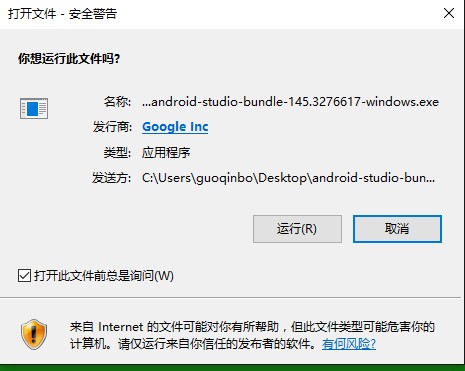 打开文件 - 安全警告
你想运行此文件吗?
名称: ...android-studio-bundle-145.3276617-windows.exe
发行商: Google Inc
类型: 应用程序
发送方: C:\Users\guoqinbo\Desktop\android-studio-bun...
运行(R) 取消
打开此文件前总是询问(W)
来自 Internet 的文件可能对你有所帮助，但此文件类型可能危害你的
计算机。请仅运行来自你信任的发布者的软件。有何风险?